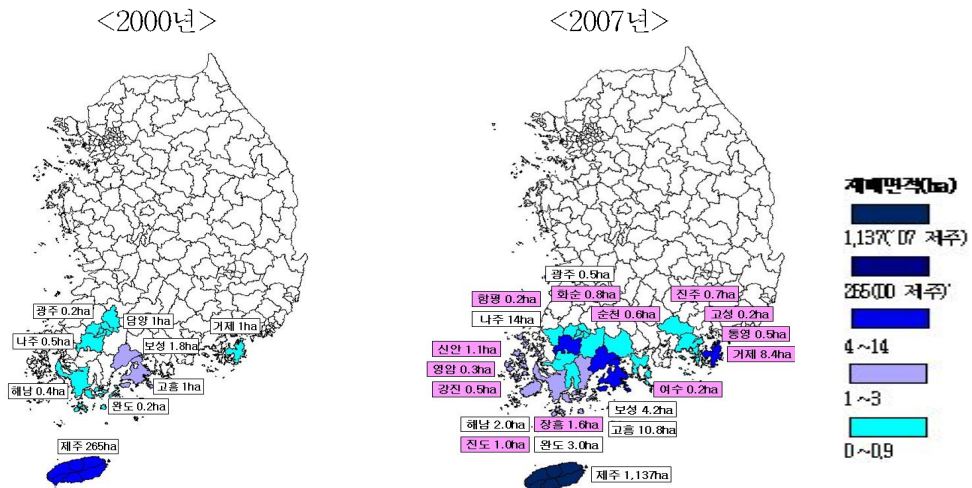 <2000년>
<2007년>
광주 0.2ha
담양 1ha
거제 1ha
나주 0.5ha
보성 1.8ha
해남 0.4ha
고흥 1ha
완도 0.2ha
제주 265ha
광주 0.5ha
함평 0.2ha
화순 0.8ha
진주 0.7ha
나주 14ha
순천 0.6ha
고성 0.2ha
통영 0.5ha
신안 1.1ha
거제 8.4ha
영암 0.3ha
강진 0.5ha
여수 0.2ha
보성 4.2ha
해남 2.0ha
장흥 1.6ha
고흥 10.8ha
진도 1.0ha
완도 3.0ha
제주 1,137ha
재배면적(ha)
1,137('07 제주)
265(00 제주)'
4~14
1~3
0~0.9